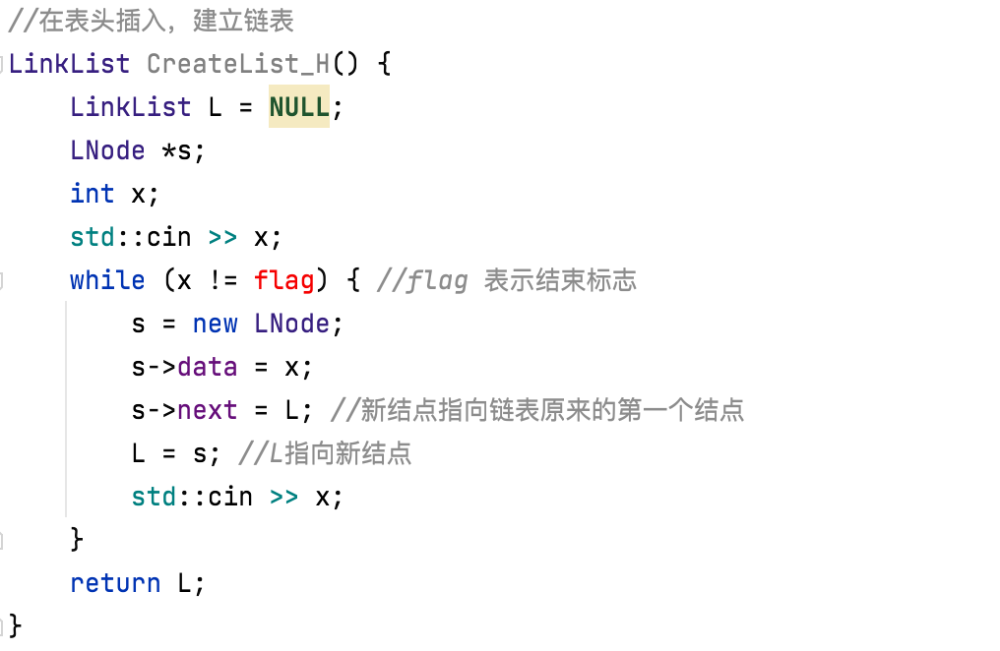 //在表头插入，建立链表
LinkList CreateList_H() {
    LinkList L = NULL;
    LNode *s;
    int x;
    std::cin >> x;
    while (x != flag) { //flag 表示结束标志
        s = new LNode;
        s->data = x;
        s->next = L; //新结点指向链表原来的第一个结点
        L = s; //L指向新结点
        std::cin >> x;
    }
    return L;
}